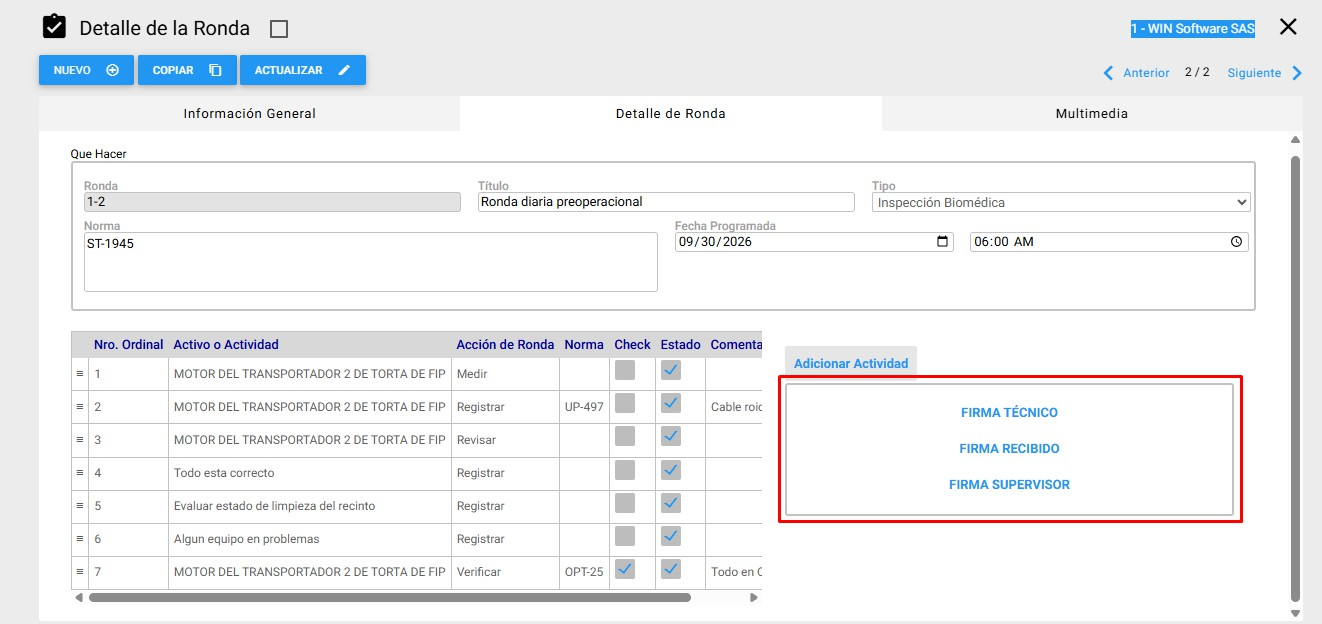 Detalle de la Ronda
1 - WIN Software SAS
NUEVO
COPIAR
ACTUALIZAR
Anterior 2 / 2 Siguiente
Información General
Detalle de Ronda
Multimedia
Que Hacer
Ronda
1-2
Título
Ronda diaria preoperacional
Tipo
Inspección Biomédica
Norma
ST-1945
Fecha Programada
09/30/2026
06:00 AM
Nro. Ordinal Activo o Actividad Acción de Ronda Norma Check Estado Comenta
1 MOTOR DEL TRANSPORTADOR 2 DE TORTA DE FIP Medir
2 MOTOR DEL TRANSPORTADOR 2 DE TORTA DE FIP Registrar UP-497 Cable roic
3 MOTOR DEL TRANSPORTADOR 2 DE TORTA DE FIP Revisar
4 Todo esta correcto Registrar
5 Evaluar estado de limpieza del recinto Registrar
6 Algun equipo en problemas Registrar
7 MOTOR DEL TRANSPORTADOR 2 DE TORTA DE FIP Verificar OPT-25 Todo en C
Adicionar Actividad
FIRMA TÉCNICO
FIRMA RECIBIDO
FIRMA SUPERVISOR